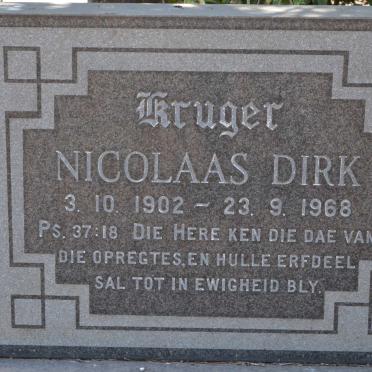 Kruger
NICOLAAS DIRK
3. 10. 1902 – 23. 9. 1968
PS. 37:18 DIE HERE KEN DIE DAE VAN
DIE OPREGTES, EN HULLE ERFDEEL
SAL TOT IN EWIGHEID BLY.